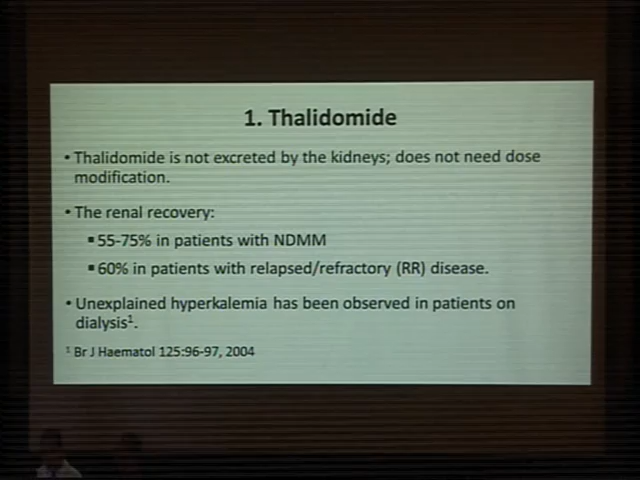 1. Thalidomide
• Thalidomide is not excreted by the kidneys; does not need dose
modification.
• The renal recovery:
▪ 55-75% in patients with NDMM
▪ 60% in patients with relapsed/refractory (RR) disease.
• Unexplained hyperkalemia has been observed in patients on
dialysis¹.
¹ Br J Haematol 125:96-97, 2004